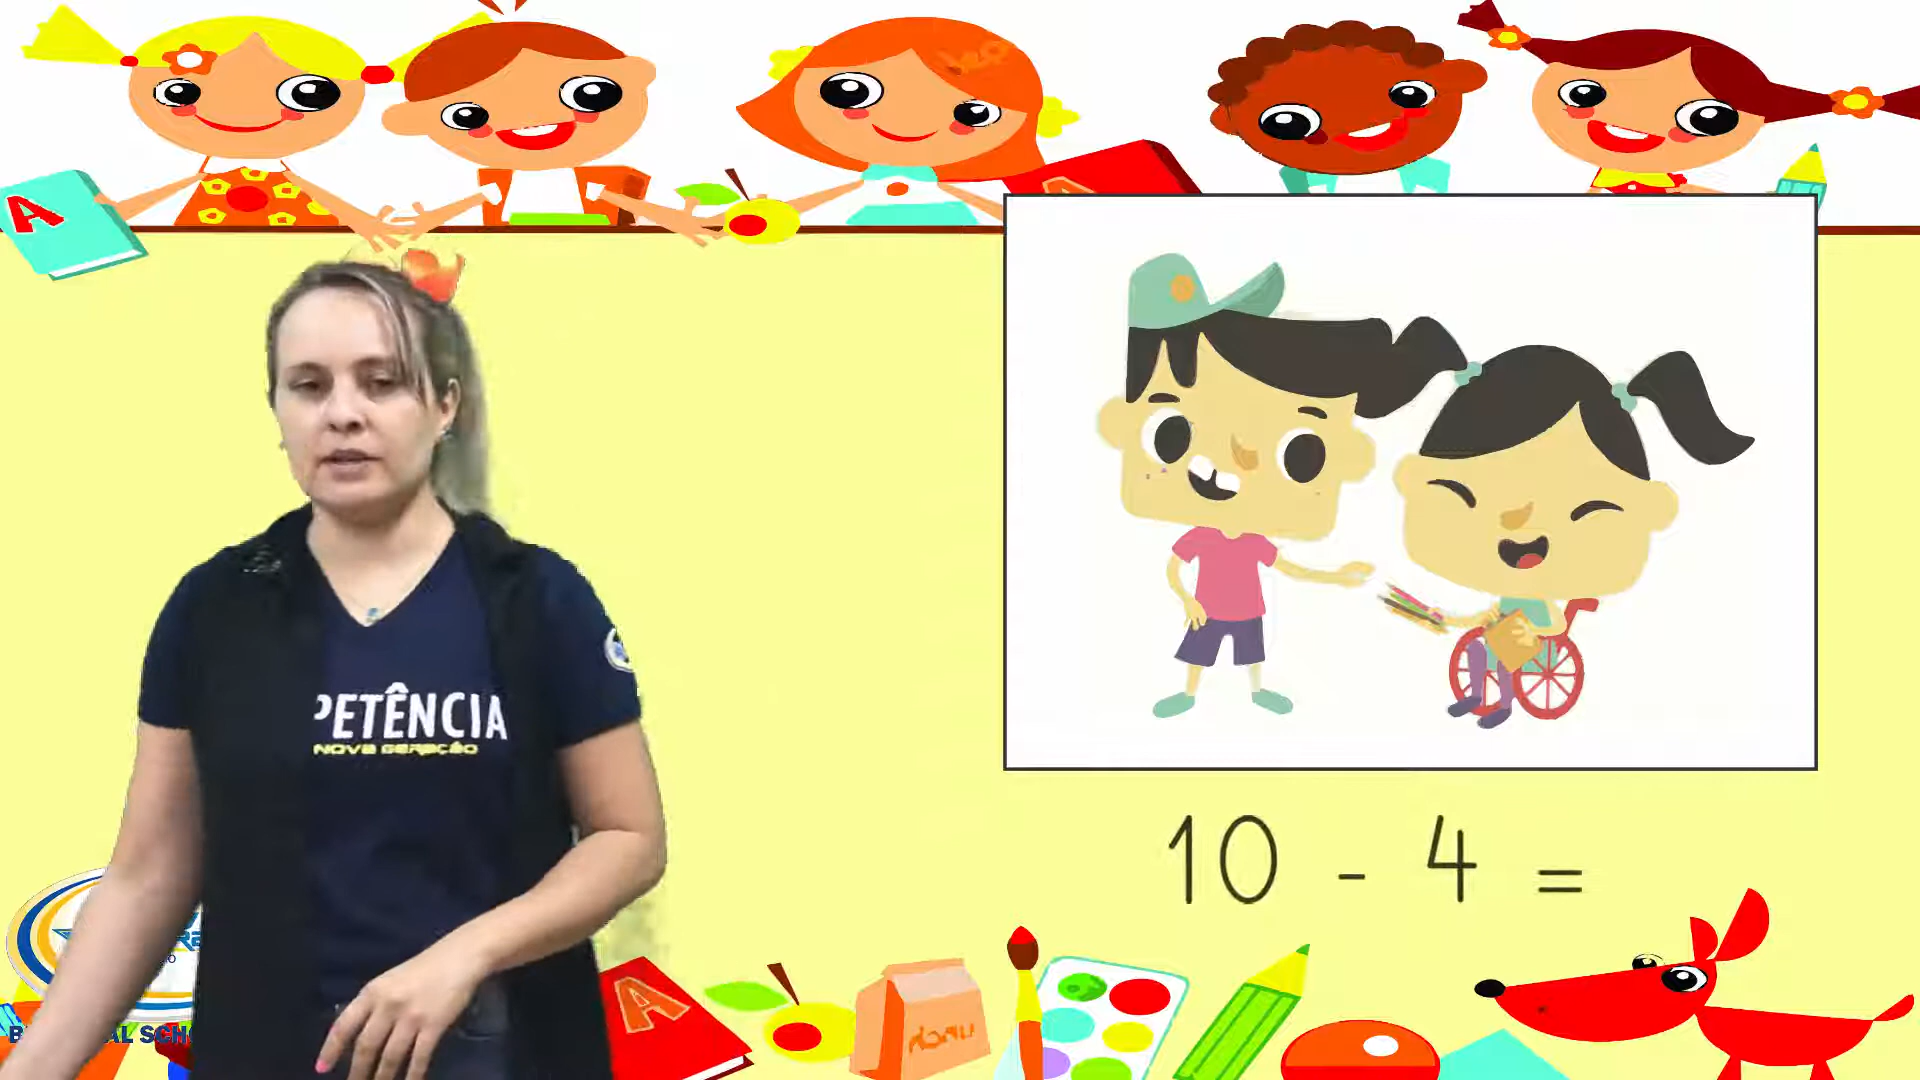 A
PETÊNCIA
NOVA GERAÇÃO
10 - 4 =
A